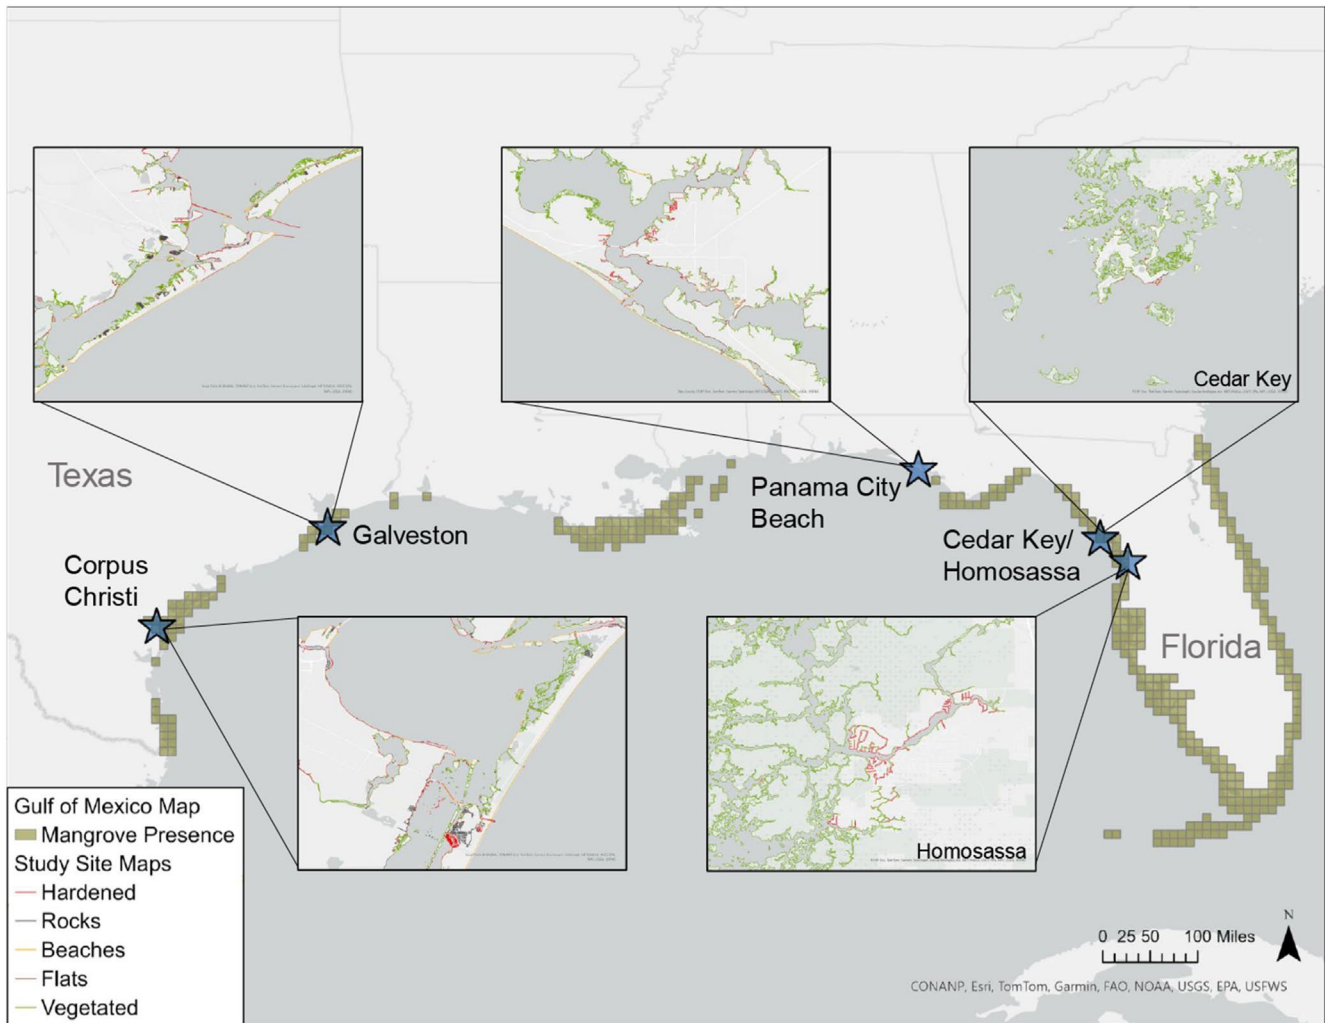 Cedar Key
Texas
Galveston
Panama City
Beach
Cedar Key/
Homosassa
Corpus
Christi
Florida
Homosassa
Gulf of Mexico Map
Mangrove Presence
Study Site Maps
Hardened
Rocks
Beaches
Flats
Vegetated
N
0 25 50 100 Miles
CONANP, Esri, TomTom, Garmin, FAO, NOAA, USGS, EPA, USFWS